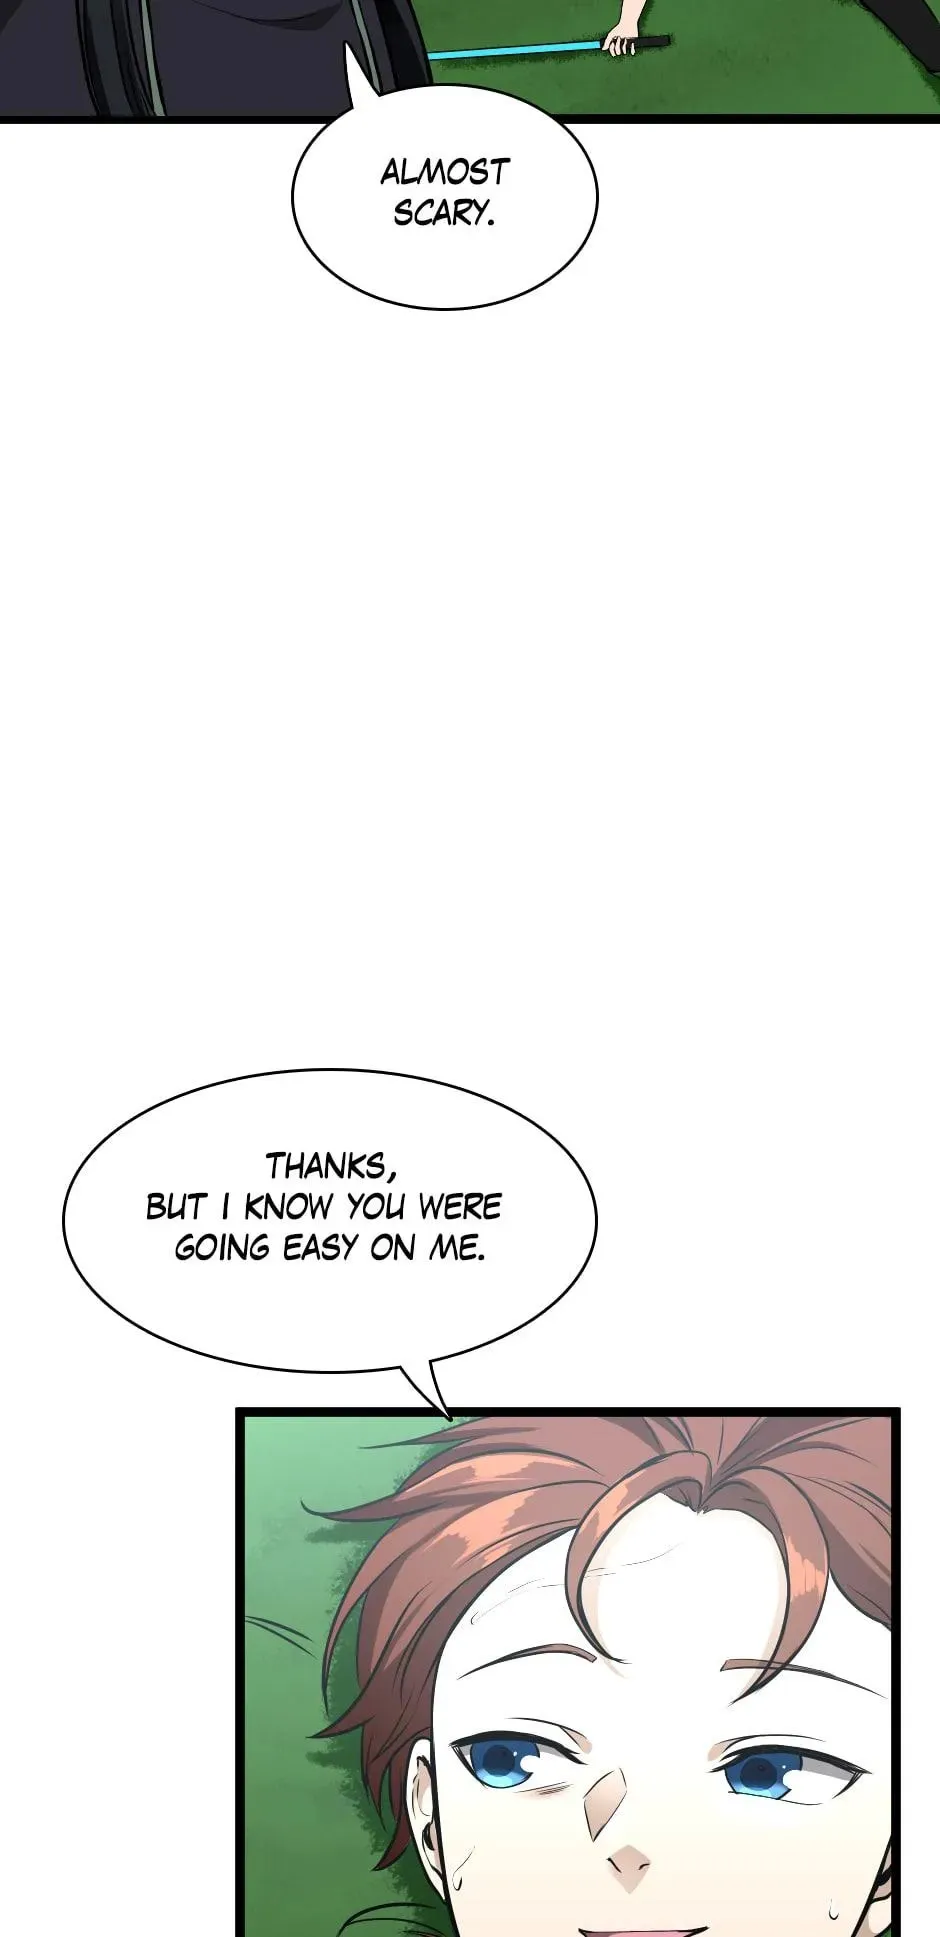 ALMOST
SCARY.
THANKS,
BUT I KNOW YOU WERE
GOING EASY ON ME.